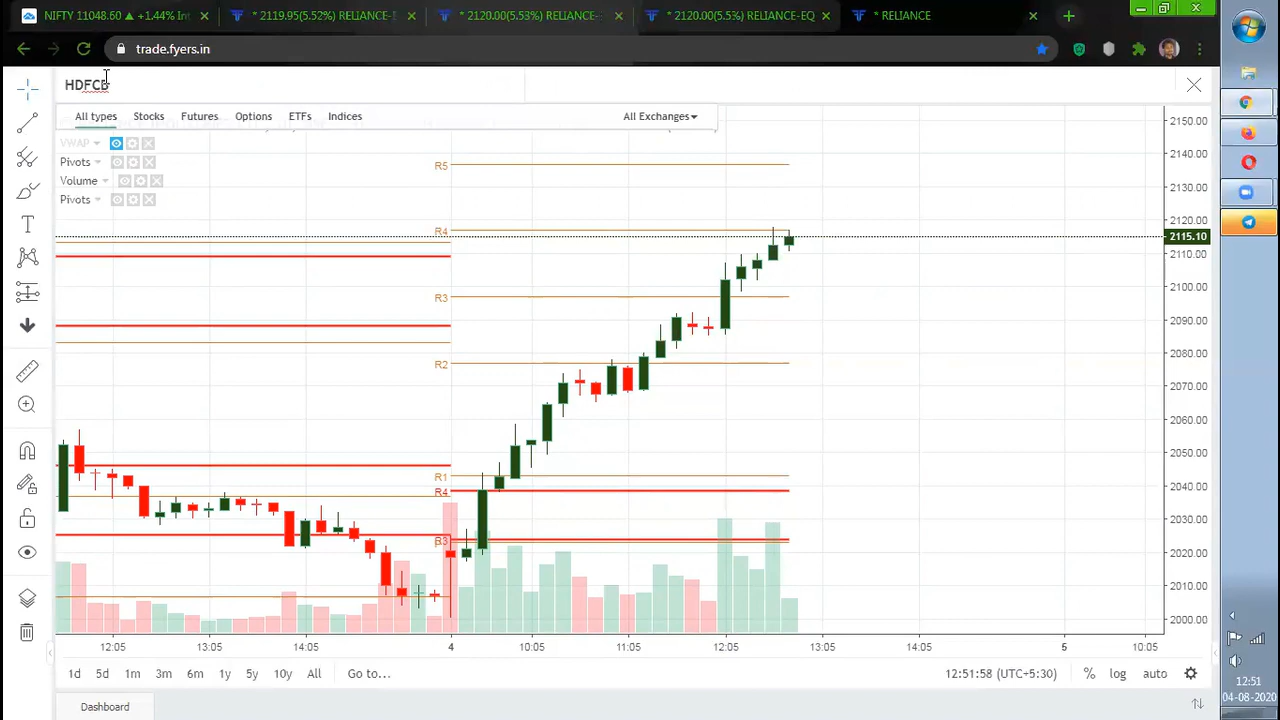 NIFTY 11048.60 ▲ +1.44%
* 2119.95(5.52%) RELIANCE-
* 2120.00(5.53%) RELIANCE-
* 2120.00(5.5%) RELIANCE-EQ
* RELIANCE
trade.fyers.in
HDFCB
All types Stocks Futures Options ETFs Indices All Exchanges
VWAP
Pivots
Volume
Pivots
R5
R4
R3
R2
R1
R4
R3
2150.00
2140.00
2130.00
2120.00
2115.10
2110.00
2100.00
2090.00
2080.00
2070.00
2060.00
2050.00
2040.00
2030.00
2020.00
2010.00
2000.00
12:05 13:05 14:05 4 10:05 11:05 12:05 13:05 14:05 5 10:05
1d 5d 1m 3m 6m 1y 5y 10y All Go to... 12:51:58 (UTC+5:30) % log auto
Dashboard
12:51
04-08-2020